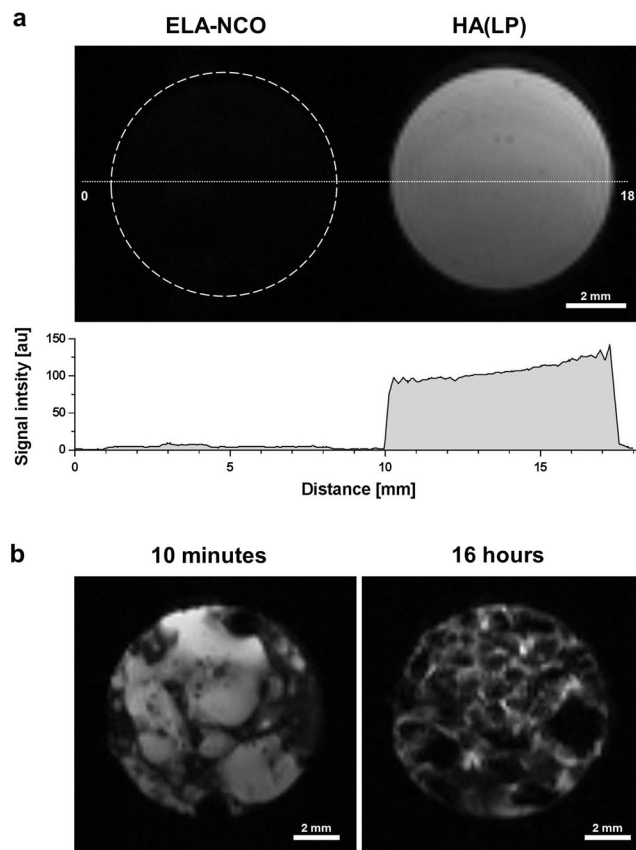 a
ELA-NCO HA(LP)
0 18
2 mm
150
100
50
0
Signal intsity [au]
0 5 10 15
Distance [mm]
b
10 minutes 16 hours
2 mm 2 mm